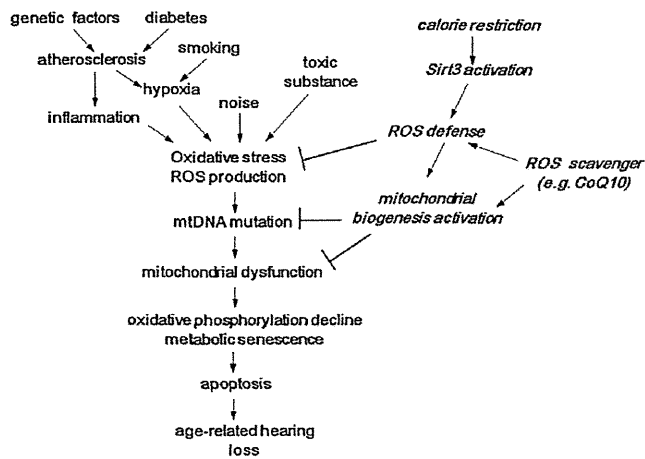 genetic factors
diabetes
calorie restriction
smoking
atherosclerosis
toxic
substance
Sirt3 activation
hypoxia
noise
inflammation
ROS defense
Oxidative stress
ROS production
ROS scavenger
(e.g. CoQ10)
mitochondrial
biogenesis activation
mtDNA mutation
mitochondrial dysfunction
oxidative phosphorylation decline
metabolic senescence
apoptosis
age-related hearing
loss